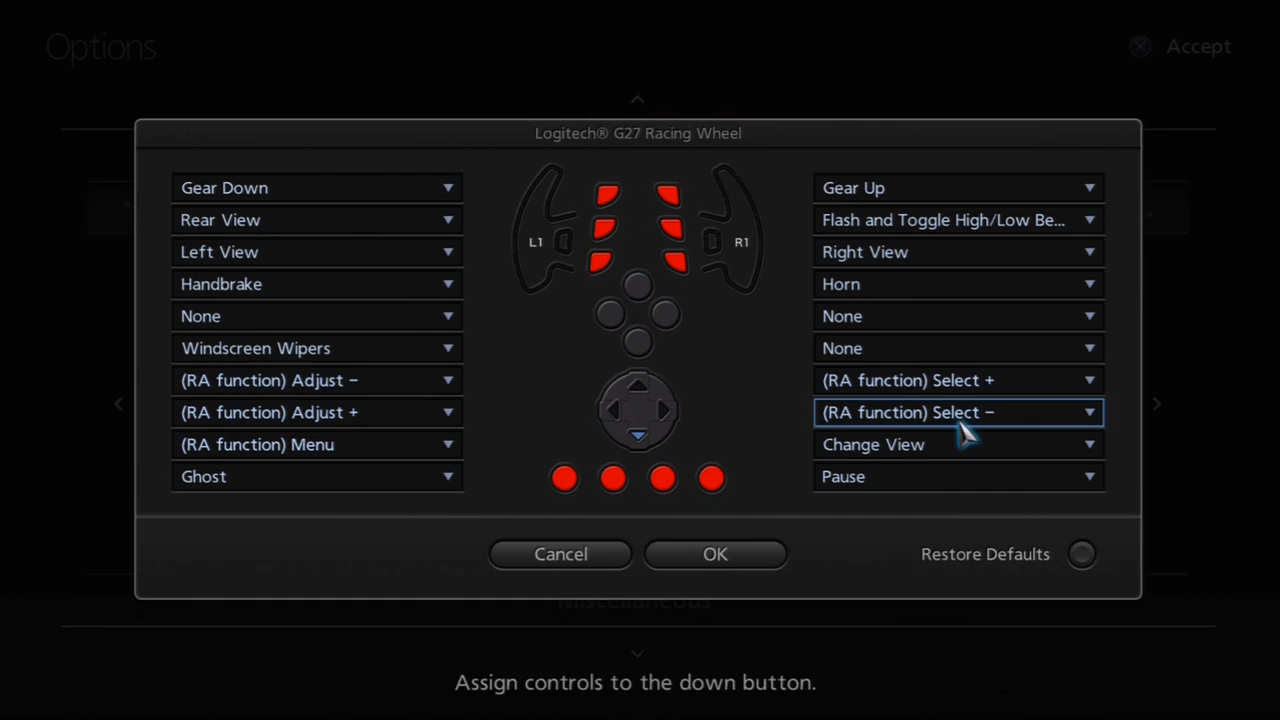 Options
Accept
Logitech® G27 Racing Wheel
Gear Down
Gear Up
Rear View
Flash and Toggle High/Low Be...
Left View
L1
R1
Right View
Handbrake
Horn
None
None
Windscreen Wipers
None
(RA function) Adjust −
(RA function) Select +
(RA function) Adjust +
(RA function) Select −
(RA function) Menu
Change View
Ghost
Pause
Cancel
OK
Restore Defaults
Miscellaneous
Assign controls to the down button.